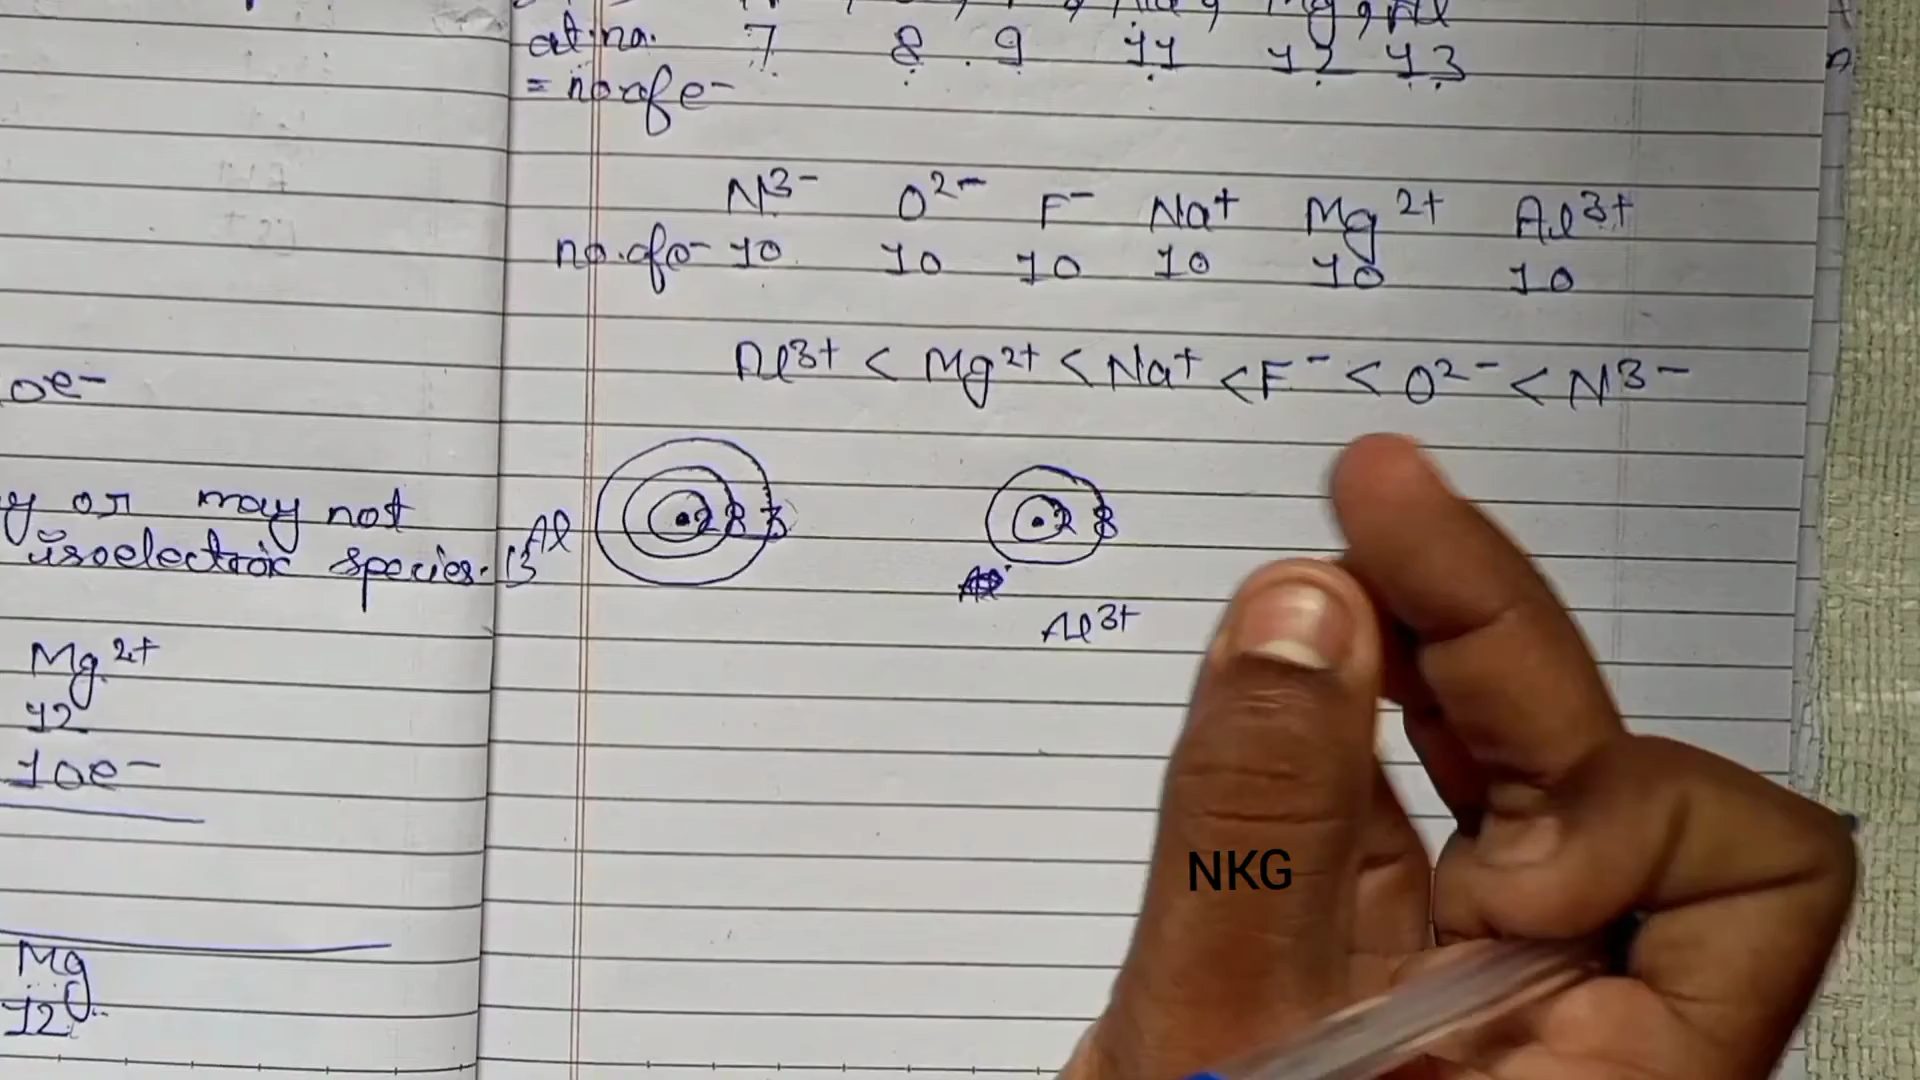 at. no. 7 8 9 11 12 13
= no of e-
N3- O2- F- Na+ Mg2+ Al3+
no. of e- 10 10 10 10 10 10
Al3+ < Mg2+ < Na+ < F- < O2- < N3-
Al 2 8 3
13
2 8
Al3+
oe-
y or may not
isoelectronic species.
Mg2+
12
10e-
Mg
12
NKG